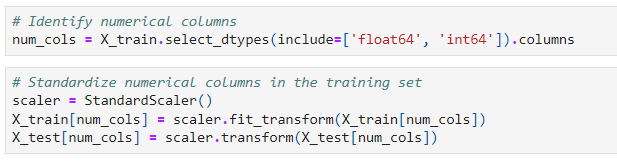 # Identify numerical columns
num_cols = X_train.select_dtypes(include=['float64', 'int64']).columns
# Standardize numerical columns in the training set
scaler = StandardScaler()
X_train[num_cols] = scaler.fit_transform(X_train[num_cols])
X_test[num_cols] = scaler.transform(X_test[num_cols])